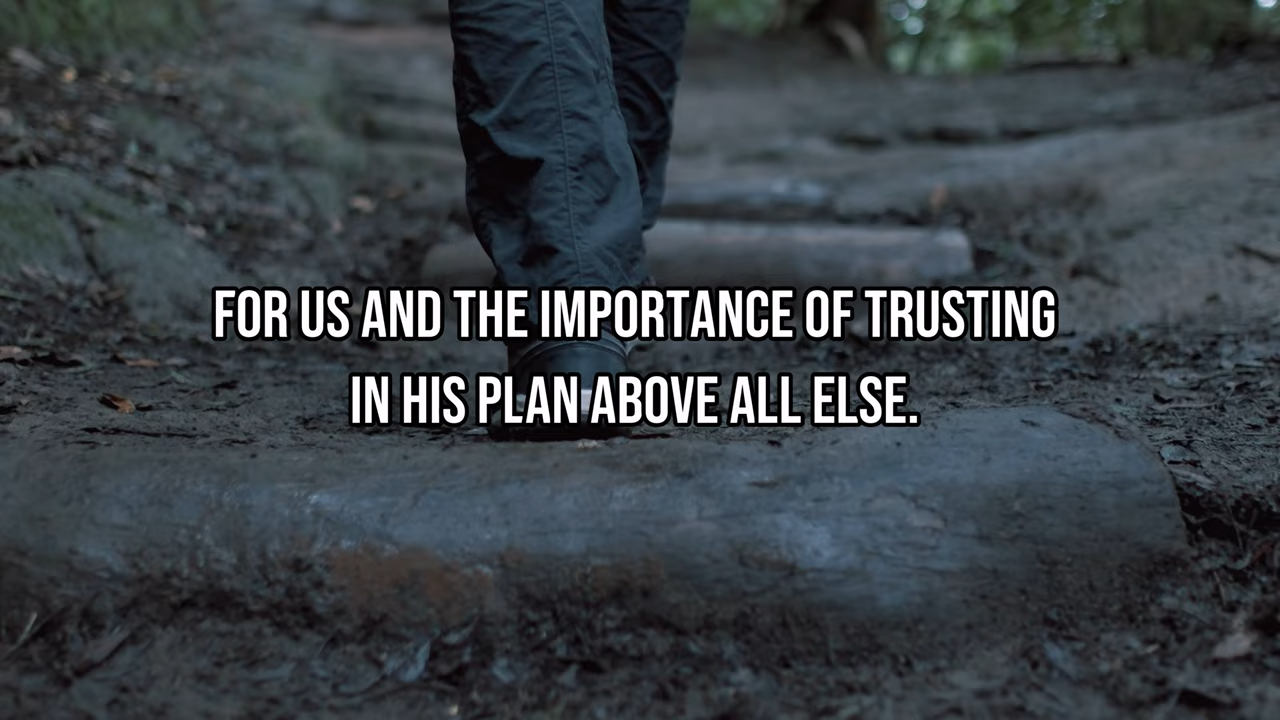 FOR US AND THE IMPORTANCE OF TRUSTING
IN HIS PLAN ABOVE ALL ELSE.